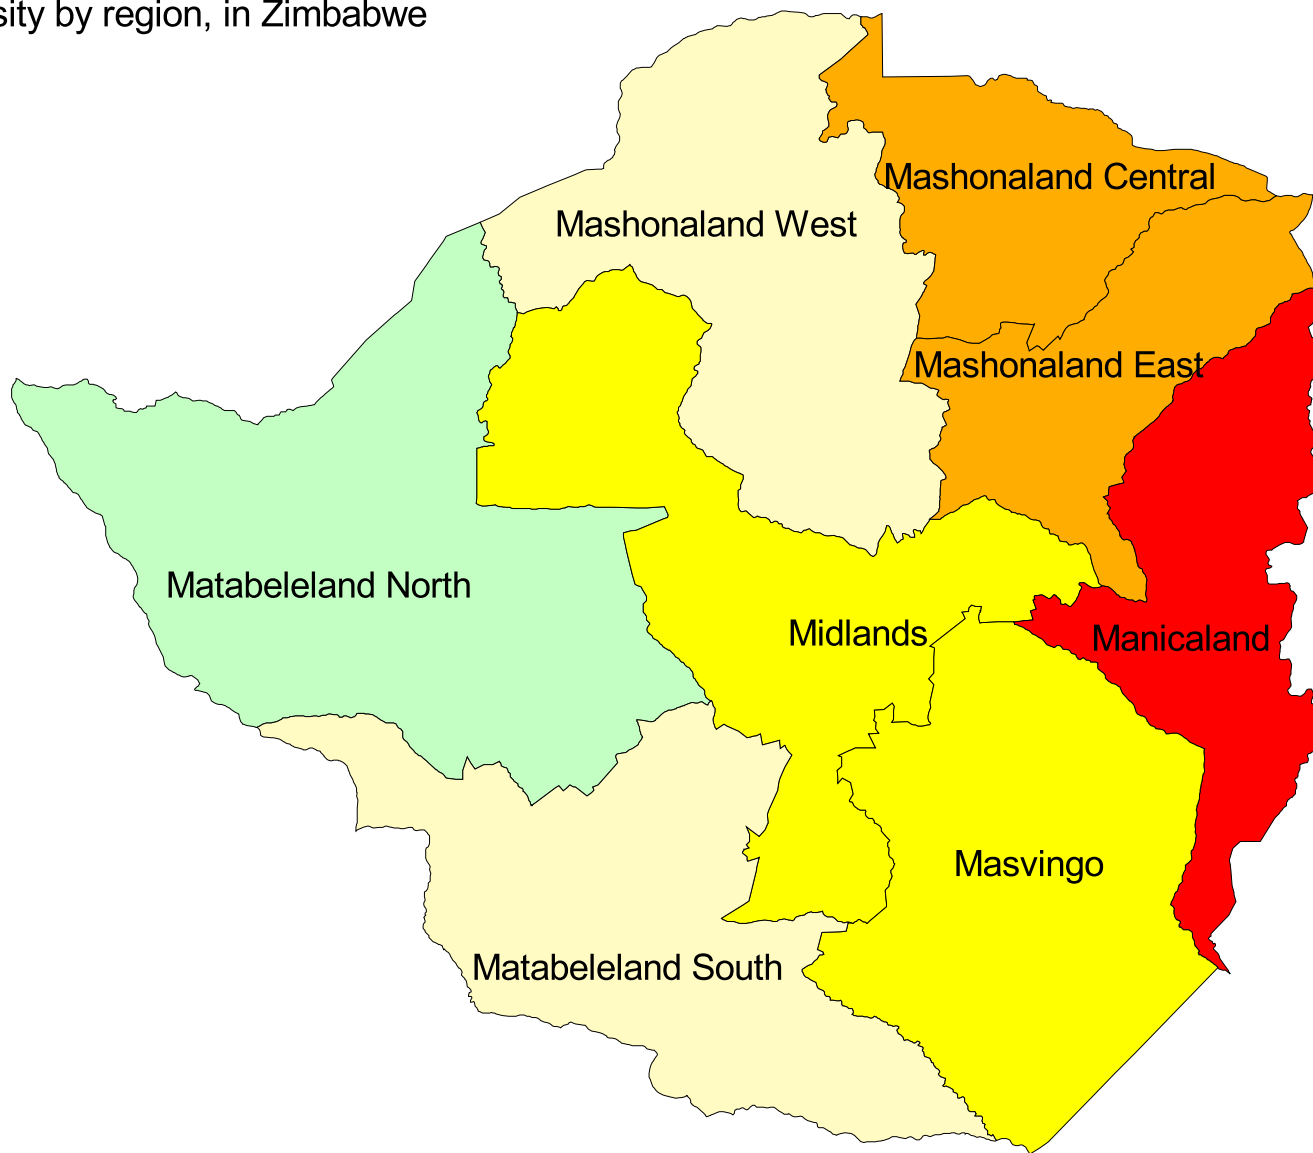 sity by region, in Zimbabwe
Mashonaland Central
Mashonaland West
Mashonaland East
Matabeleland North
Midlands
Manicaland
Masvingo
Matabeleland South